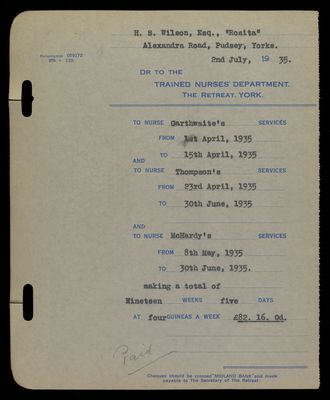 H. S. Wilson, Esq., "Rosita"
Alexandra Road, Pudsey, Yorks.
2nd July, 1935.
DR TO THE
TRAINED NURSES' DEPARTMENT.
THE RETREAT, YORK.
TO NURSE Garthwaite's SERVICES
FROM 1st April, 1935
TO 15th April, 1935
AND
TO NURSE Thompson's SERVICES
FROM 23rd April, 1935
TO 30th June, 1935
AND
TO NURSE McHardy's SERVICES
FROM 8th May, 1935
TO 30th June, 1935.
making a total of
Nineteen WEEKS five DAYS
AT four GUINEAS A WEEK £82. 16. 0d.
Paid
Cheques should be crossed "MIDLAND BANK" and made
payable to The Secretary of The Retreat.